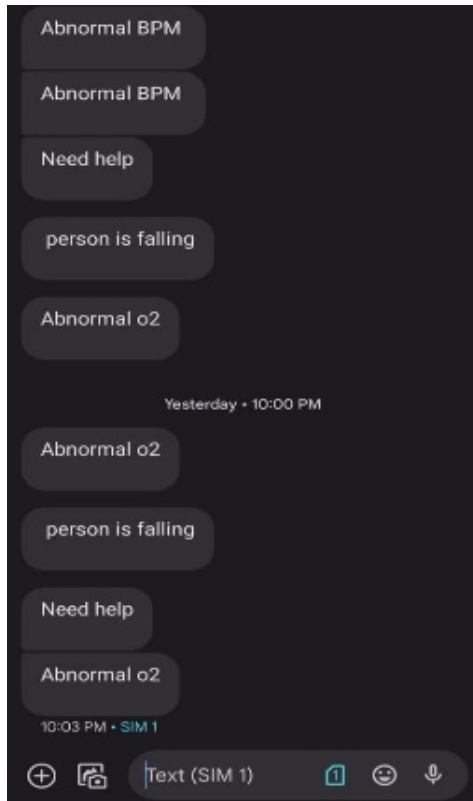 Abnormal BPM
Abnormal BPM
Need help
person is falling
Abnormal o2
Yesterday • 10:00 PM
Abnormal o2
person is falling
Need help
Abnormal o2
10:03 PM • SIM 1
Text (SIM 1)
1